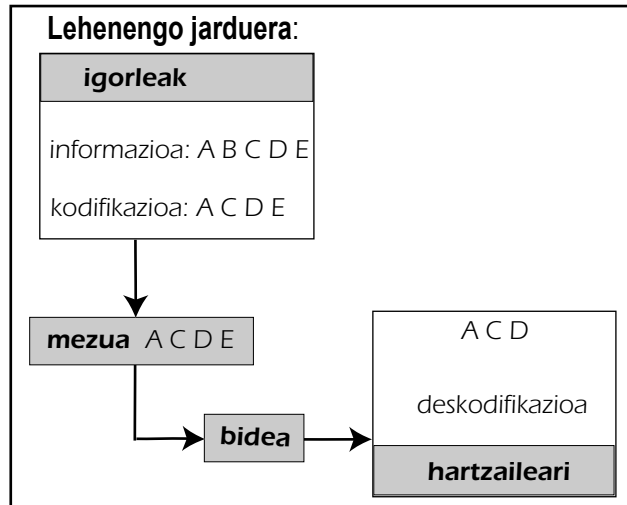 Lehenengo jarduera:
igorleak
informazioa: A B C D E
kodifikazioa: A C D E
mezua A C D E
bidea
A C D
deskodifikazioa
hartzaileari